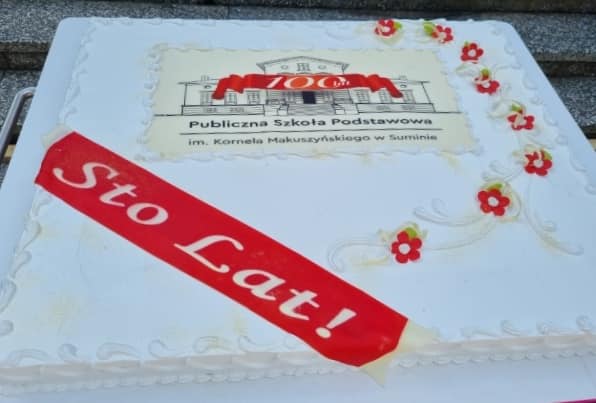 100
Publiczna Szkoła Podstawowa
im. Kornela Makuszyńskiego w Suminie
Sto Lat!